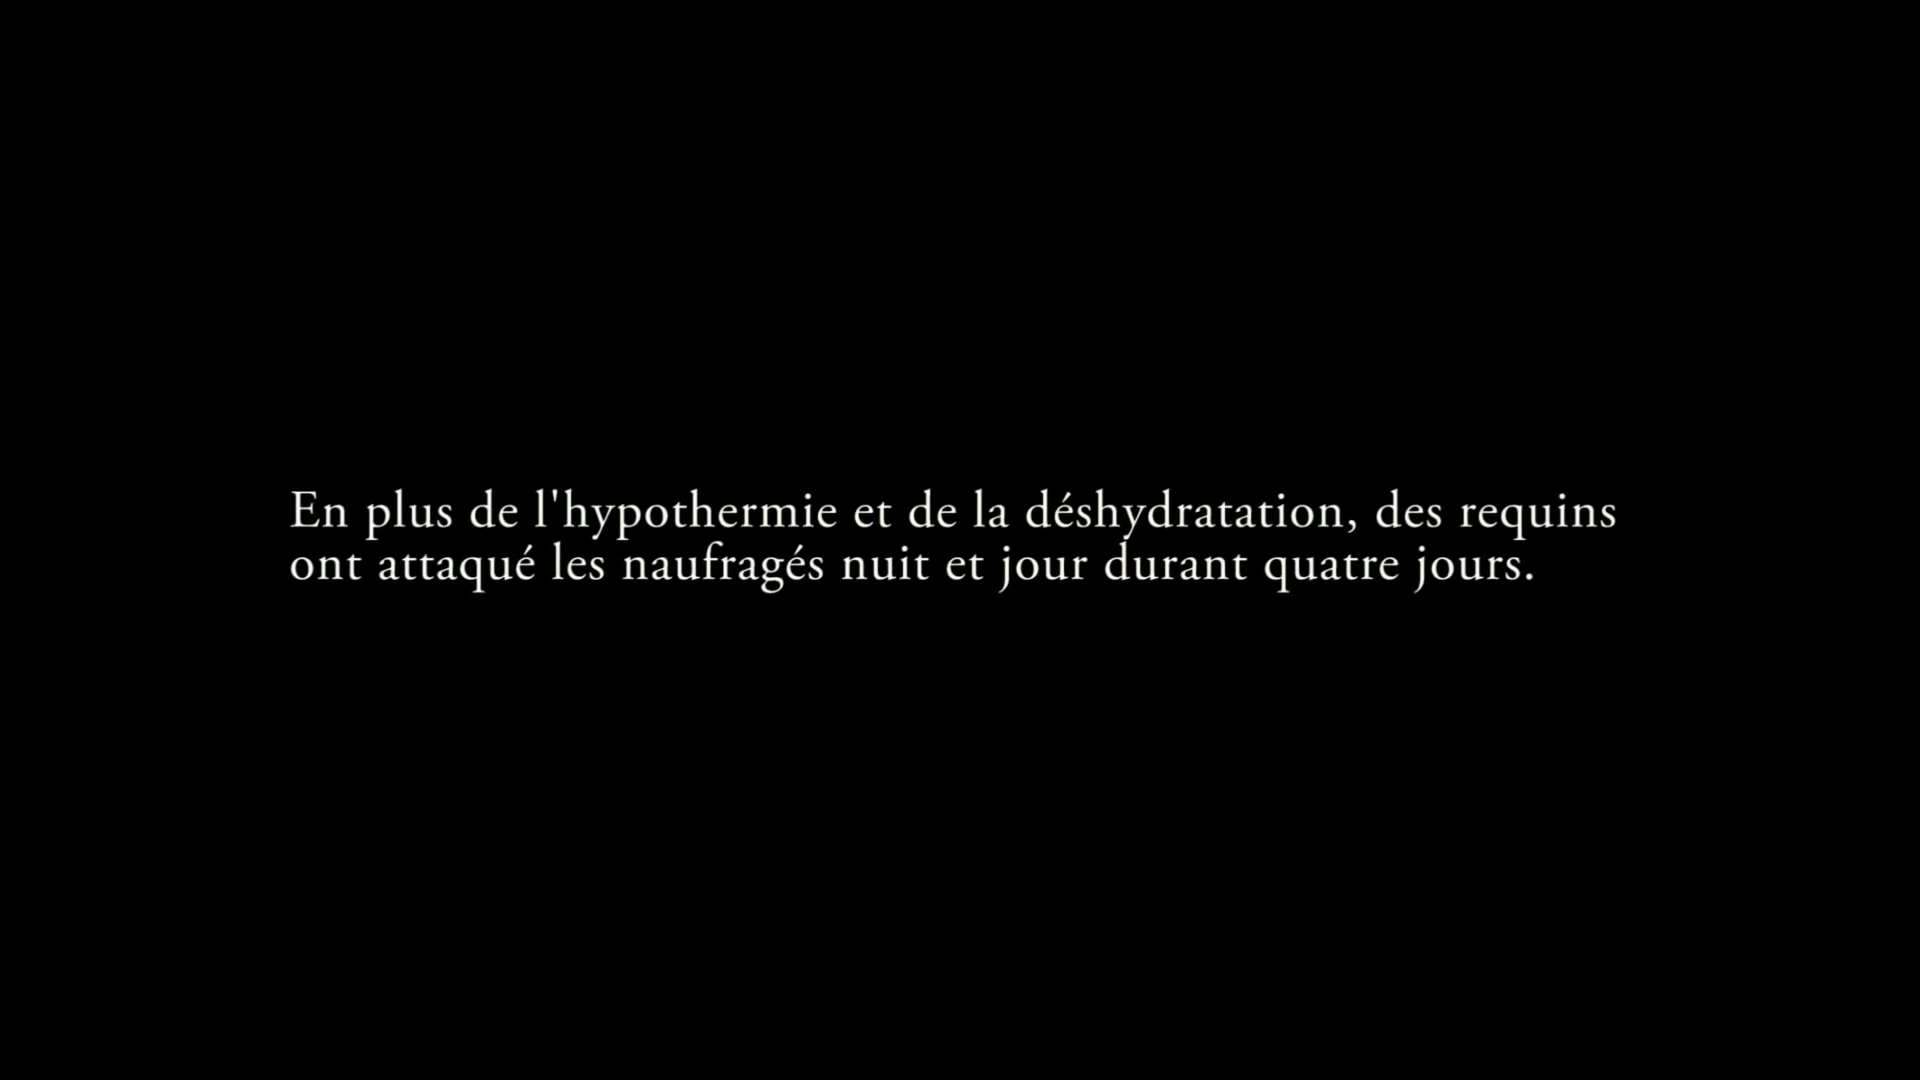 En plus de l'hypothermie et de la déshydratation, des requins
ont attaqué les naufragés nuit et jour durant quatre jours.